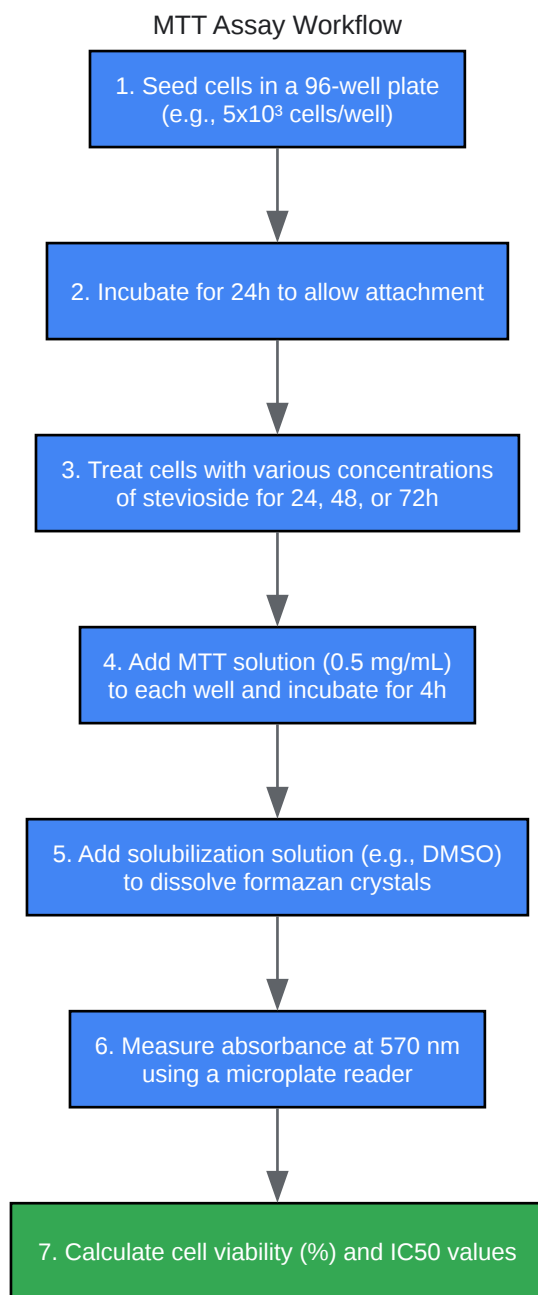 MTT Assay Workflow
1. Seed cells in a 96-well plate
(e.g., 5x10³ cells/well)
2. Incubate for 24h to allow attachment
3. Treat cells with various concentrations
of stevioside for 24, 48, or 72h
4. Add MTT solution (0.5 mg/mL)
to each well and incubate for 4h
5. Add solubilization solution (e.g., DMSO)
to dissolve formazan crystals
6. Measure absorbance at 570 nm
using a microplate reader
7. Calculate cell viability (%) and IC50 values